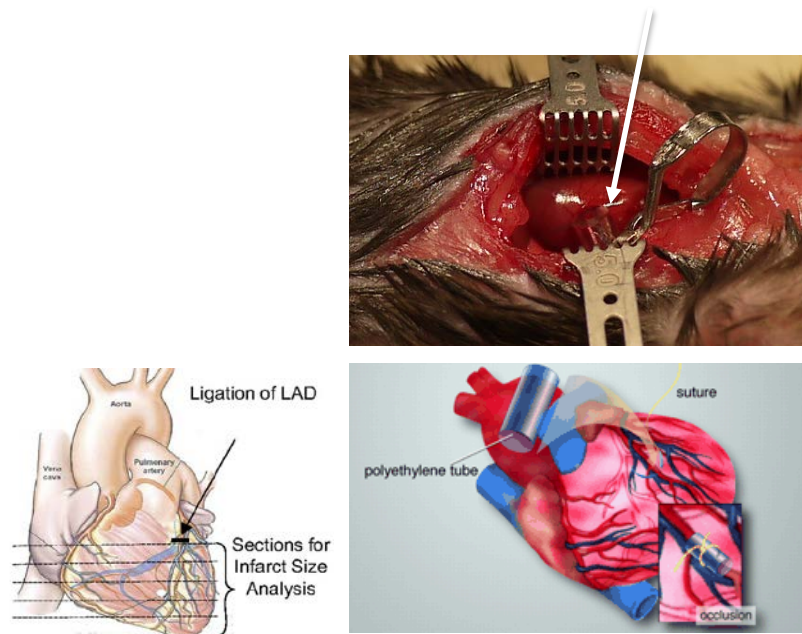 Ligation of LAD
Aorta
Vena
cava
Pulmonary
artery
Sections for
Infarct Size
Analysis
suture
polyethylene tube
occlusion